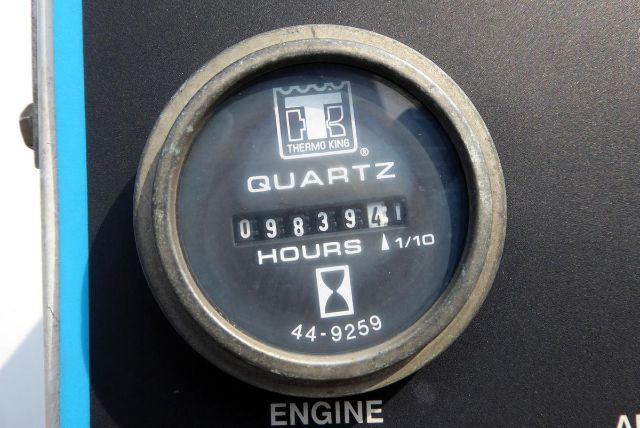 TK
THERMO KING
®
QUARTZ
0983941
HOURS 1/10
44-9259
ENGINE